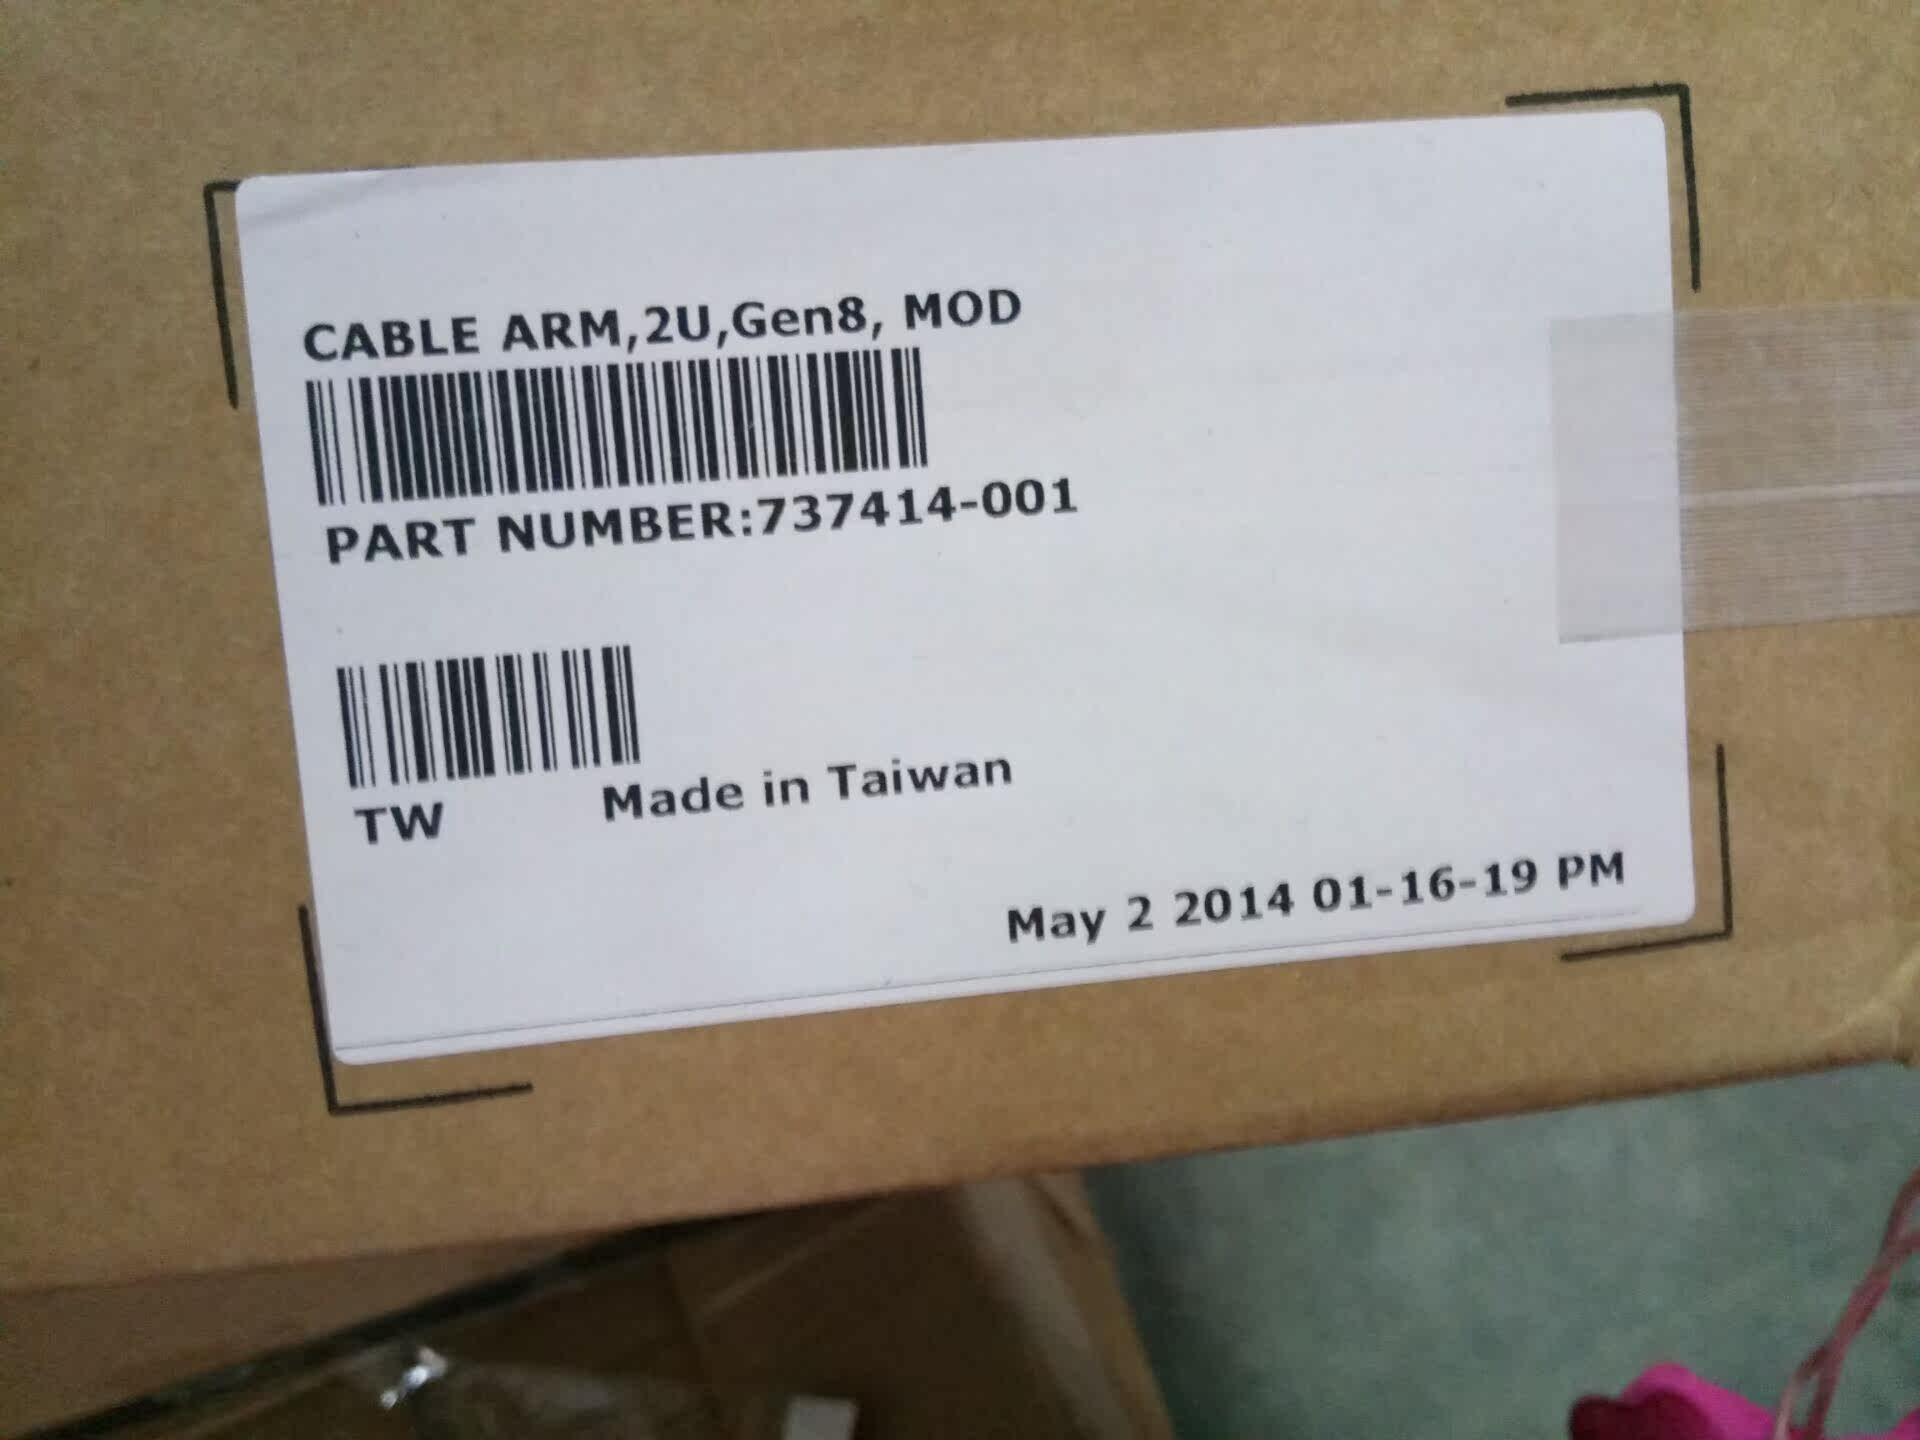 CABLE ARM,2U,Gen8, MOD
PART NUMBER:737414-001
TW Made in Taiwan
May 2 2014 01-16-19 PM